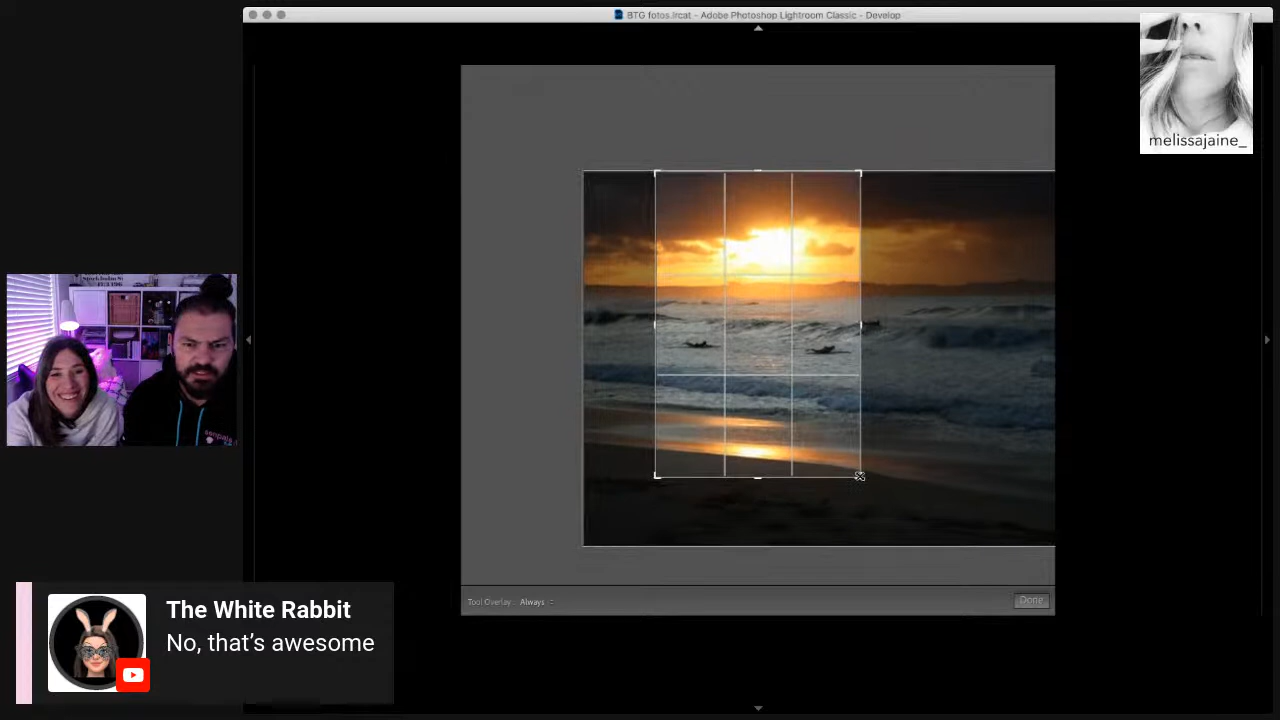 BTG fotos.lrcat - Adobe Photoshop Lightroom Classic - Develop
melissajaine_
Tool Overlay: Always
Done
The White Rabbit
No, that's awesome